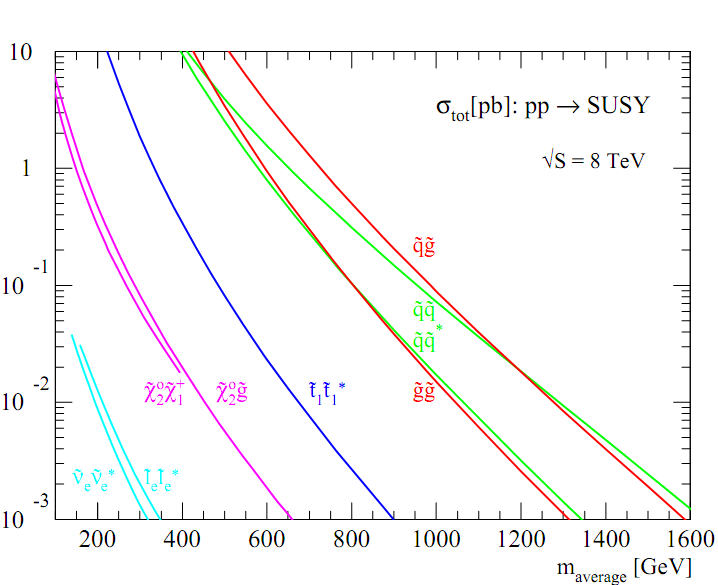 10
σtot[pb]: pp → SUSY
√S = 8 TeV
1
q̃g̃
10 -1
q̃q̃
q̃q̃*
χ̃2oχ̃1+ χ̃2og̃ t̃1t̃1* g̃g̃
10 -2
ν̃eν̃e* l̃el̃e*
10 -3
200 400 600 800 1000 1200 1400 1600
maverage [GeV]